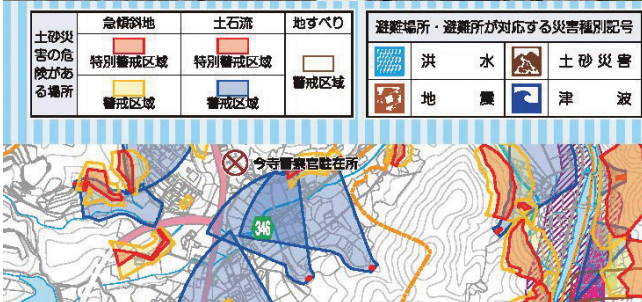 土砂災害の危険がある場所
急傾斜地
土石流
地すべり
特別警戒区域
特別警戒区域
警戒区域
警戒区域
警戒区域
避難場所・避難所が対応する災害種別記号
洪水
土砂災害
地震
津波
今寺警察官駐在所
346